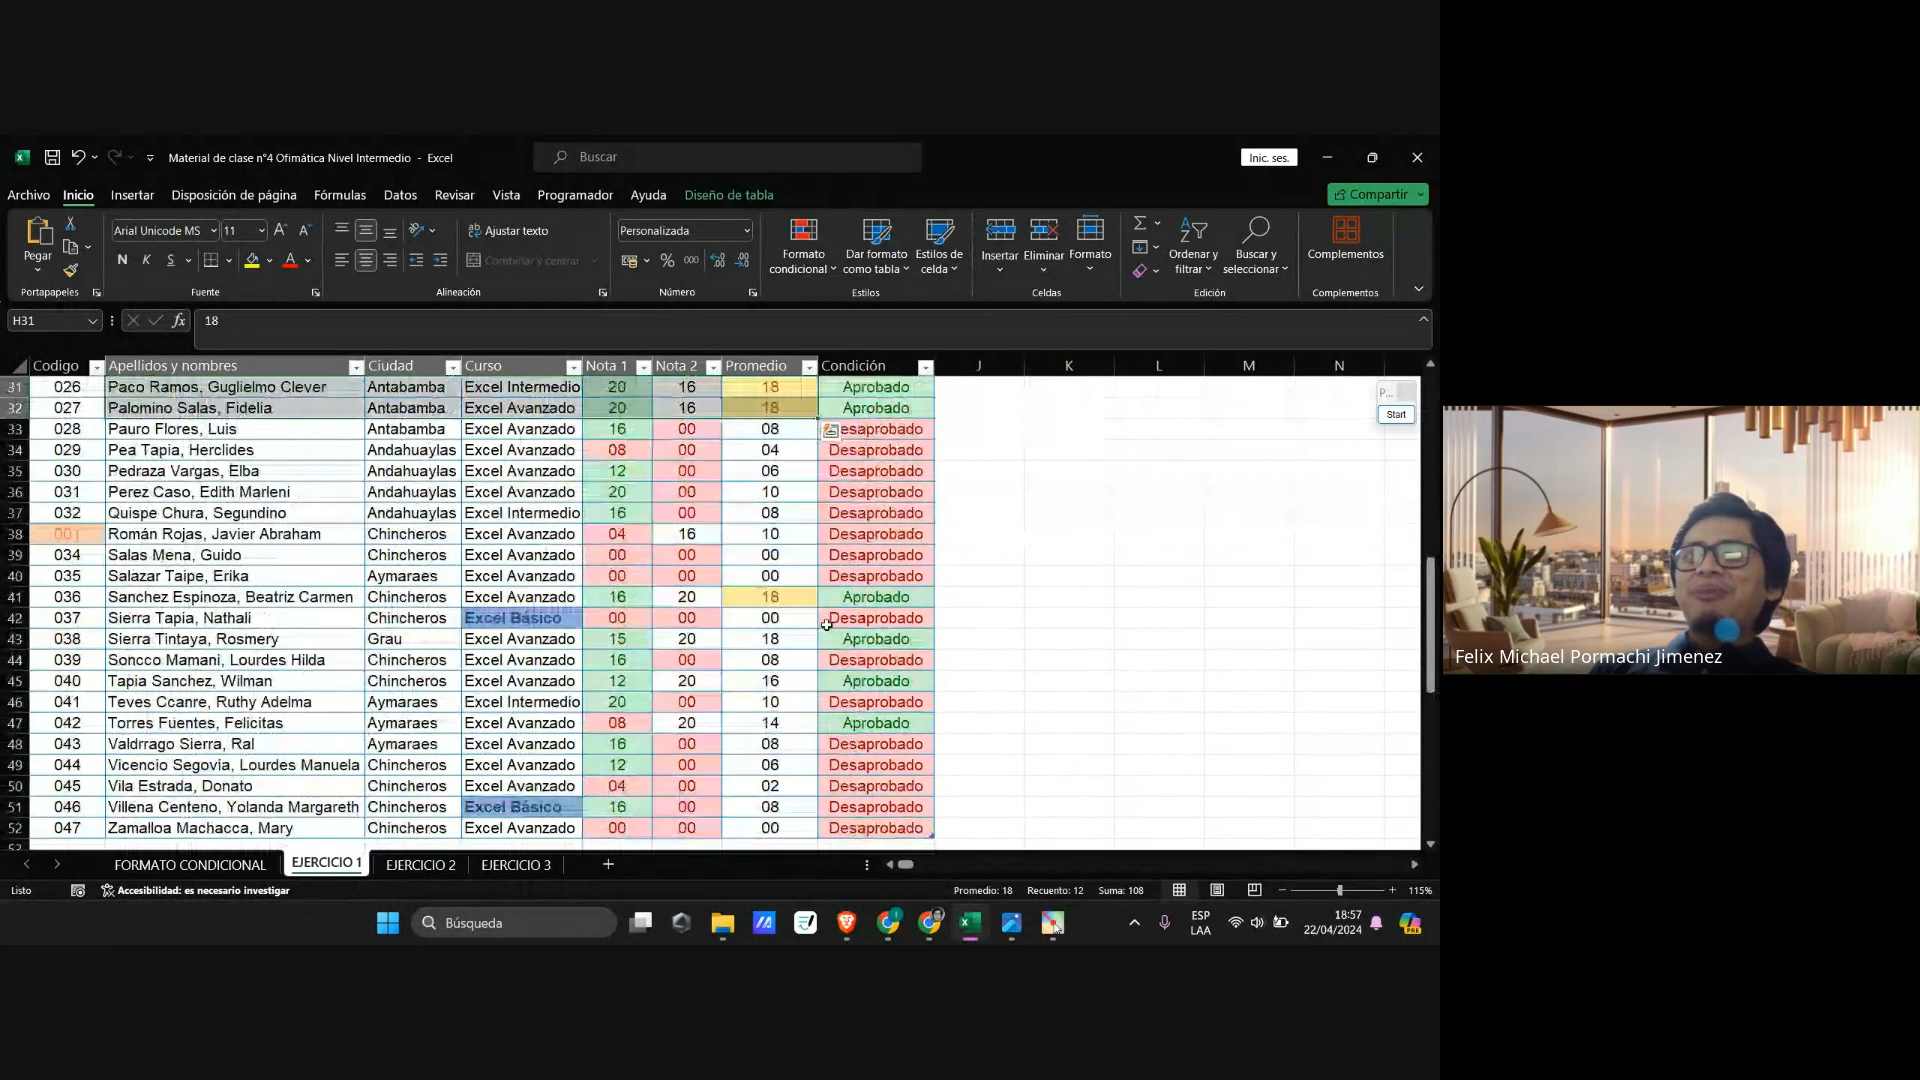 Material de clase n°4 Ofimática Nivel Intermedio - Excel
Buscar
Inic. ses.
Archivo Inicio Insertar Disposición de página Fórmulas Datos Revisar Vista Programador Ayuda Diseño de tabla
Compartir
Pegar
Arial Unicode MS 11
Ajustar texto
Combinar y centrar
Personalizada
Formato condicional
Dar formato como tabla
Estilos de celda
Insertar Eliminar Formato
Ordenar y filtrar
Buscar y seleccionar
Complementos
Portapapeles Fuente Alineación Número Estilos Celdas Edición Complementos
H31
fx
18
Codigo Apellidos y nombres Ciudad Curso Nota 1 Nota 2 Promedio Condición J K L M N
31 026 Paco Ramos, Guglielmo Clever Antabamba Excel Intermedio 20 16 18 Aprobado
32 027 Palomino Salas, Fidelia Antabamba Excel Avanzado 20 16 18 Aprobado
33 028 Pauro Flores, Luis Antabamba Excel Avanzado 16 00 08 esaprobado
34 029 Pea Tapia, Herclides Andahuaylas Excel Avanzado 08 00 04 Desaprobado
35 030 Pedraza Vargas, Elba Andahuaylas Excel Avanzado 12 00 06 Desaprobado
36 031 Perez Caso, Edith Marleni Andahuaylas Excel Avanzado 20 00 10 Desaprobado
37 032 Quispe Chura, Segundino Andahuaylas Excel Intermedio 16 00 08 Desaprobado
38 Román Rojas, Javier Abraham Chincheros Excel Avanzado 04 16 10 Desaprobado
39 034 Salas Mena, Guido Chincheros Excel Avanzado 00 00 00 Desaprobado
40 035 Salazar Taipe, Erika Aymaraes Excel Avanzado 00 00 00 Desaprobado
41 036 Sanchez Espinoza, Beatriz Carmen Chincheros Excel Avanzado 16 20 18 Aprobado
42 037 Sierra Tapia, Nathali Chincheros Excel Básico 00 00 00 Desaprobado
43 038 Sierra Tintaya, Rosmery Grau Excel Avanzado 15 20 18 Aprobado
44 039 Soncco Mamani, Lourdes Hilda Chincheros Excel Avanzado 16 00 08 Desaprobado
45 040 Tapia Sanchez, Wilman Chincheros Excel Avanzado 12 20 16 Aprobado
46 041 Teves Ccanre, Ruthy Adelma Aymaraes Excel Intermedio 20 00 10 Desaprobado
47 042 Torres Fuentes, Felicitas Aymaraes Excel Avanzado 08 20 14 Aprobado
48 043 Valdrrago Sierra, Ral Aymaraes Excel Avanzado 16 00 08 Desaprobado
49 044 Vicencio Segovia, Lourdes Manuela Chincheros Excel Avanzado 12 00 06 Desaprobado
50 045 Vila Estrada, Donato Chincheros Excel Avanzado 04 00 02 Desaprobado
51 046 Villena Centeno, Yolanda Margareth Chincheros Excel Básico 16 00 08 Desaprobado
52 047 Zamalloa Machacca, Mary Chincheros Excel Avanzado 00 00 00 Desaprobado
P...
Start
FORMATO CONDICIONAL EJERCICIO 1 EJERCICIO 2 EJERCICIO 3
Listo
Accesibilidad: es necesario investigar
Promedio: 18 Recuento: 12 Suma: 108
115%
Búsqueda
ESP
LAA
18:57
22/04/2024
Felix Michael Pormachi Jimenez